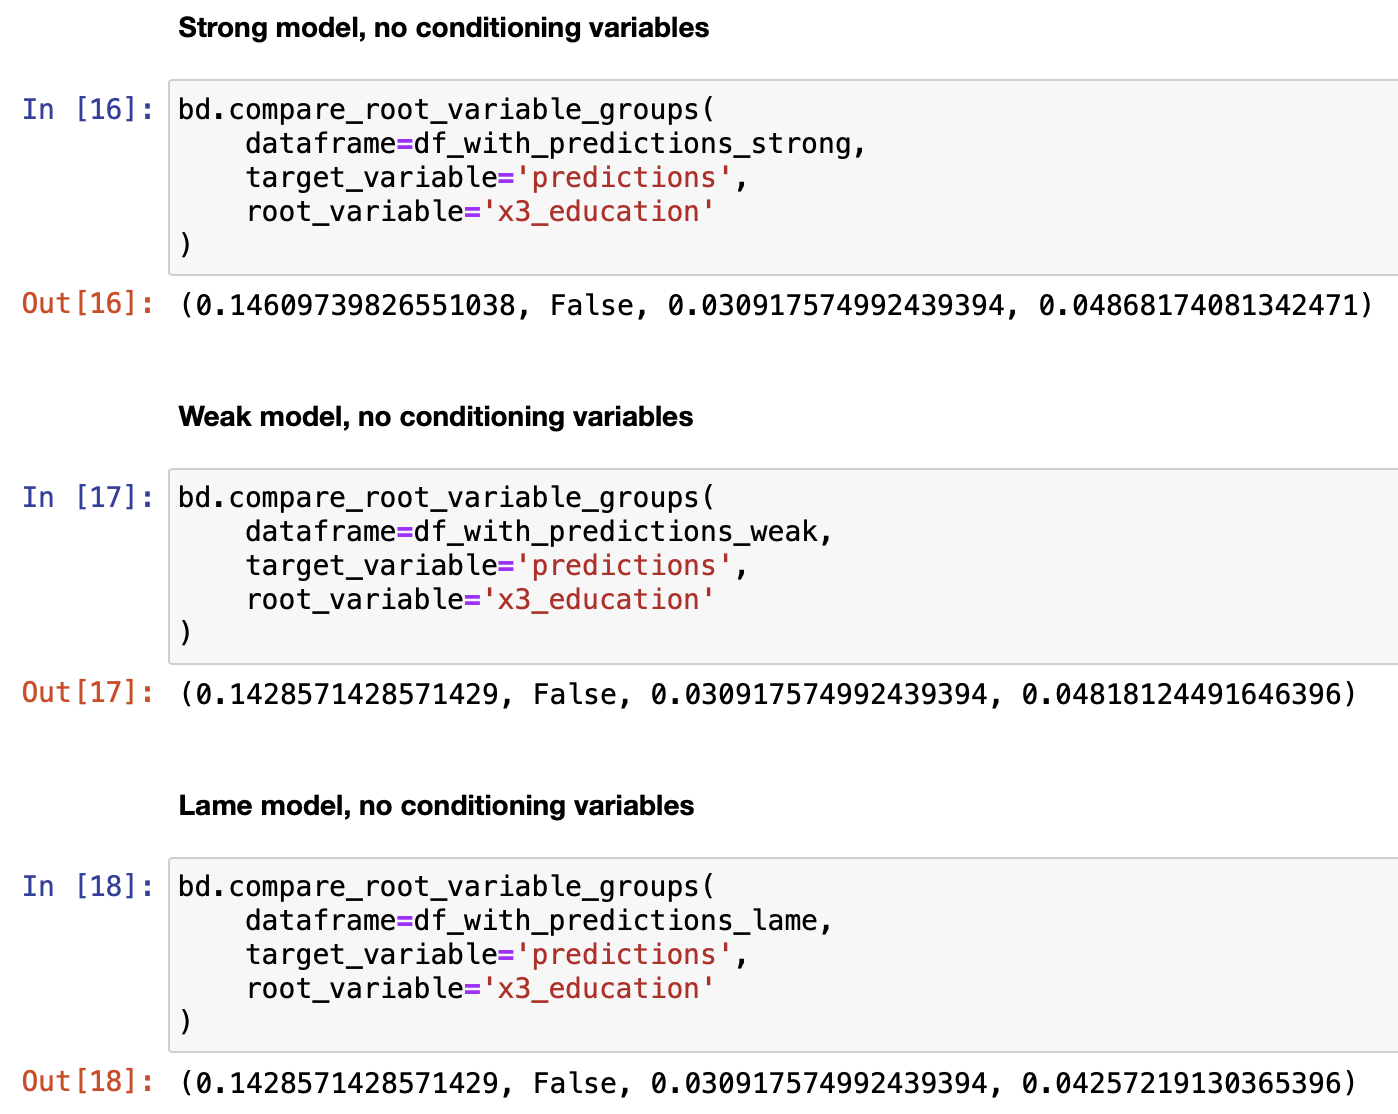 Strong model, no conditioning variables
In [16]: bd.compare_root_variable_groups(
    dataframe=df_with_predictions_strong,
    target_variable='predictions',
    root_variable='x3_education'
)
Out[16]: (0.14609739826551038, False, 0.030917574992439394, 0.04868174081342471)
Weak model, no conditioning variables
In [17]: bd.compare_root_variable_groups(
    dataframe=df_with_predictions_weak,
    target_variable='predictions',
    root_variable='x3_education'
)
Out[17]: (0.1428571428571429, False, 0.030917574992439394, 0.04818124491646396)
Lame model, no conditioning variables
In [18]: bd.compare_root_variable_groups(
    dataframe=df_with_predictions_lame,
    target_variable='predictions',
    root_variable='x3_education'
)
Out[18]: (0.1428571428571429, False, 0.030917574992439394, 0.04257219130365396)